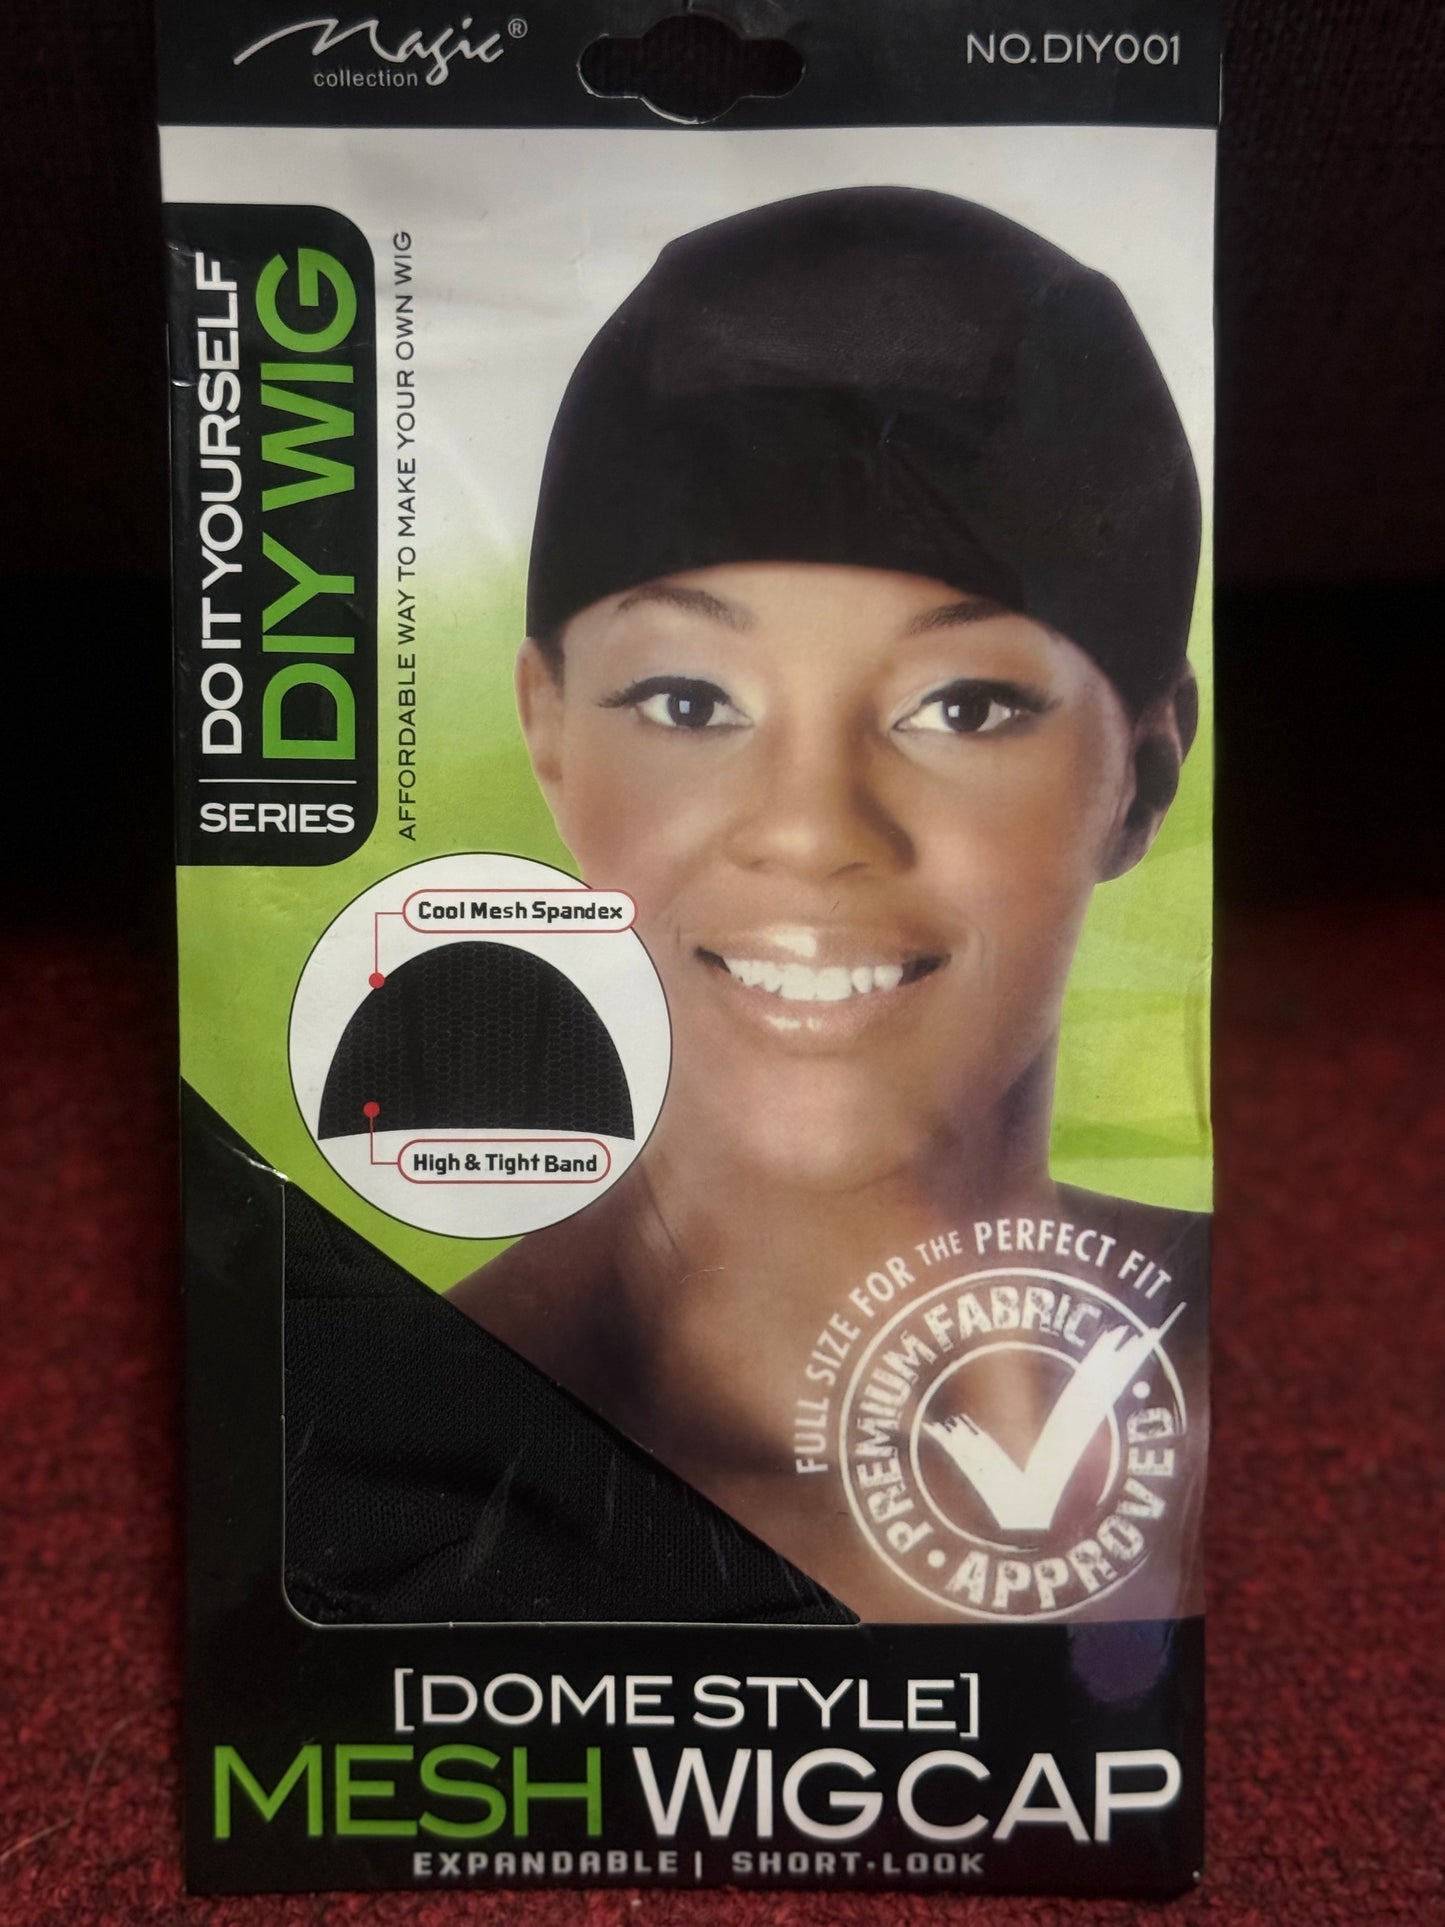 Magic®
collection
NO.DIY001
DO IT YOURSELF
DIY WIG
SERIES
AFFORDABLE WAY TO MAKE YOUR OWN WIG
Cool Mesh Spandex
High & Tight Band
FULL SIZE FOR THE PERFECT FIT
• PREMIUM FABRIC •
APPROVED
[DOME STYLE]
MESH WIG CAP
EXPANDABLE | SHORT-LOOK